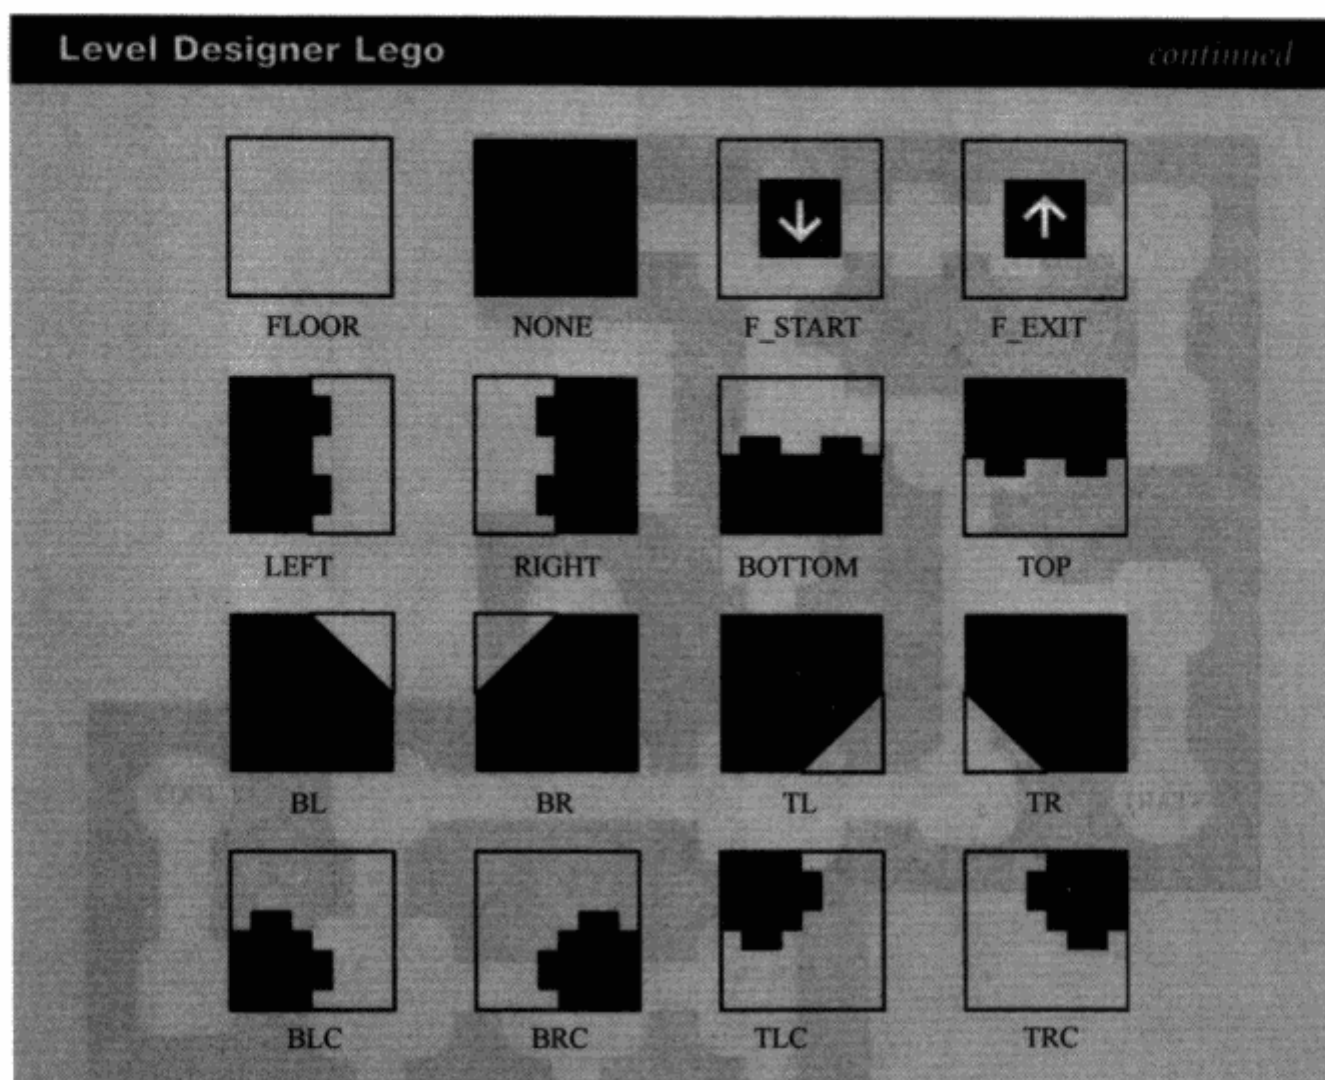 Level Designer Lego continued
FLOOR NONE F_START F_EXIT
LEFT RIGHT BOTTOM TOP
BL BR TL TR
BLC BRC TLC TRC